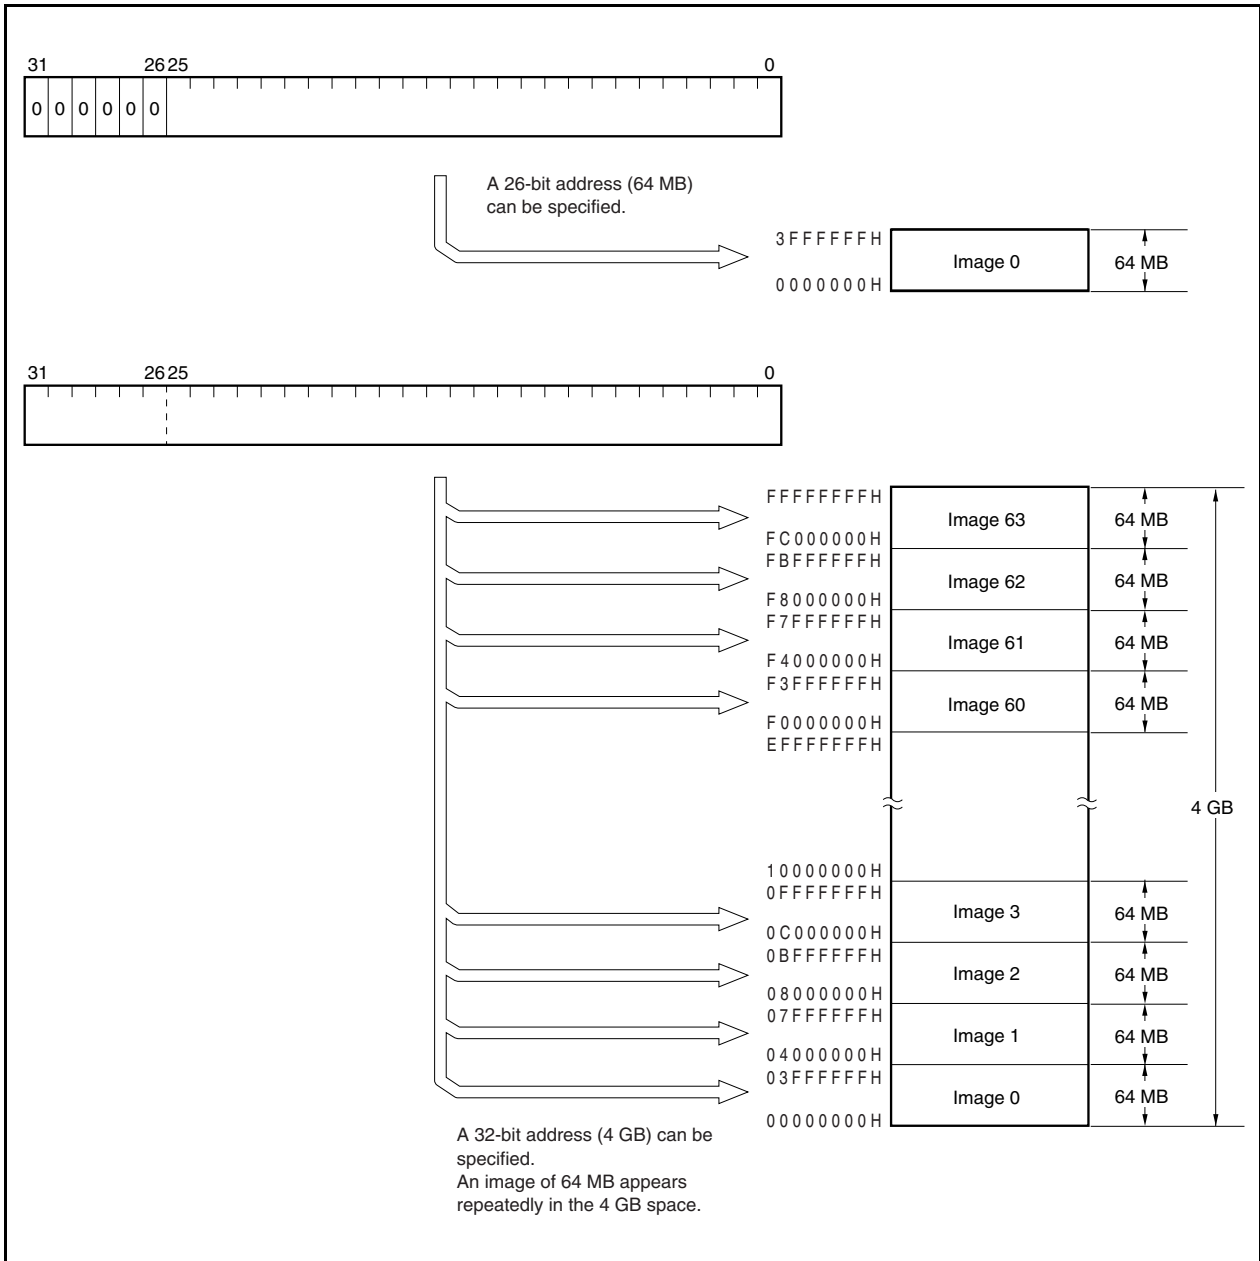 31 26 25 0
0 0 0 0 0 0
A 26-bit address (64 MB)
can be specified.
3FFFFFFH
Image 0 64 MB
0000000H
31 26 25 0
FFFFFFFFH
Image 63 64 MB
FC000000H
FBFFFFFFH
Image 62 64 MB
F8000000H
F7FFFFFFH
Image 61 64 MB
F4000000H
F3FFFFFFH
Image 60 64 MB
F0000000H
EFFFFFFFH
4 GB
10000000H
0FFFFFFFH
Image 3 64 MB
0C000000H
0BFFFFFFH
Image 2 64 MB
08000000H
07FFFFFFH
Image 1 64 MB
04000000H
03FFFFFFH
Image 0 64 MB
00000000H
A 32-bit address (4 GB) can be
specified.
An image of 64 MB appears
repeatedly in the 4 GB space.